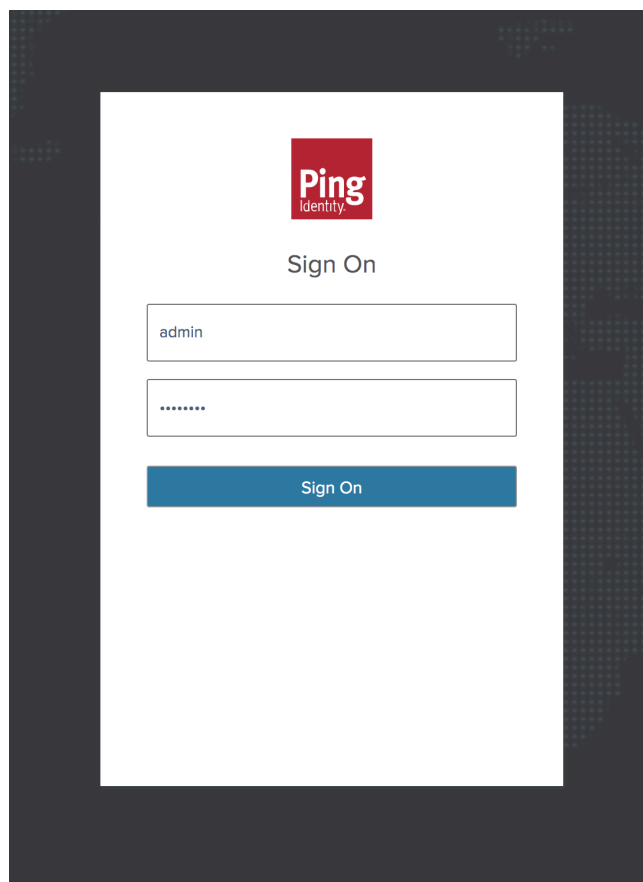 Ping
Identity.
Sign On
admin
••••••••
Sign On